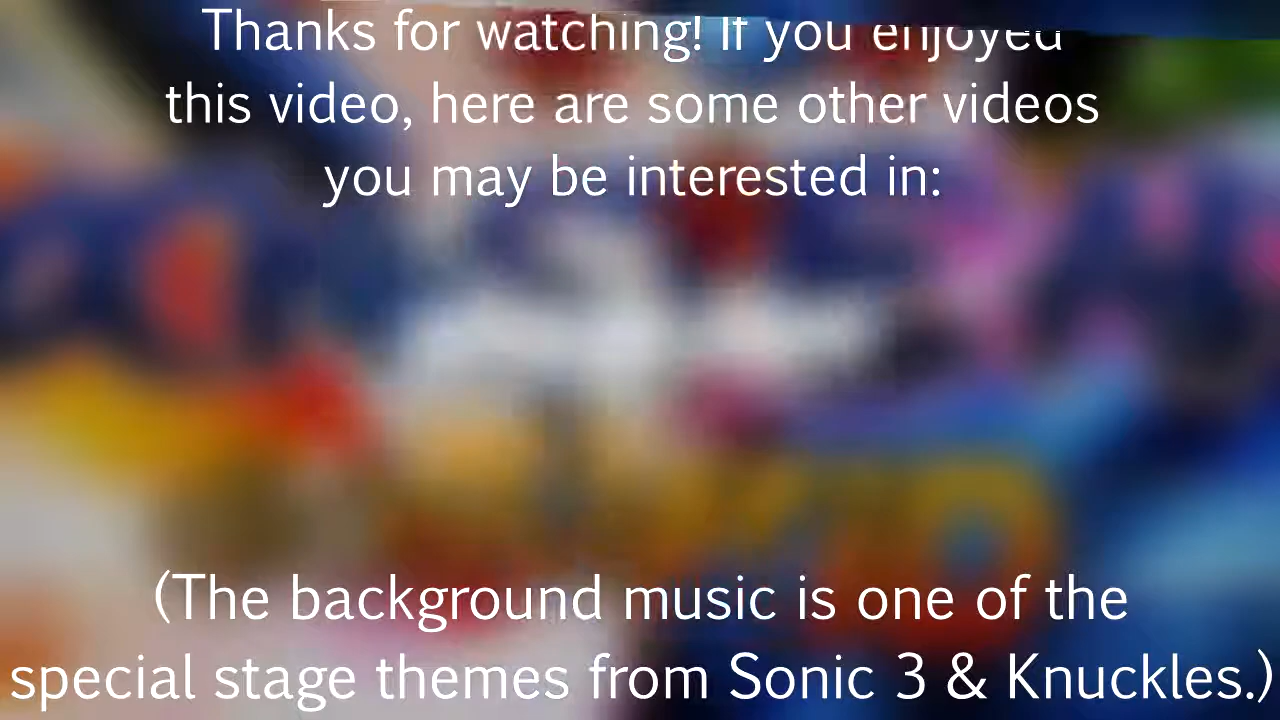 Thanks for watching! If you enjoyed
this video, here are some other videos
you may be interested in:
(The background music is one of the
special stage themes from Sonic 3 & Knuckles.)